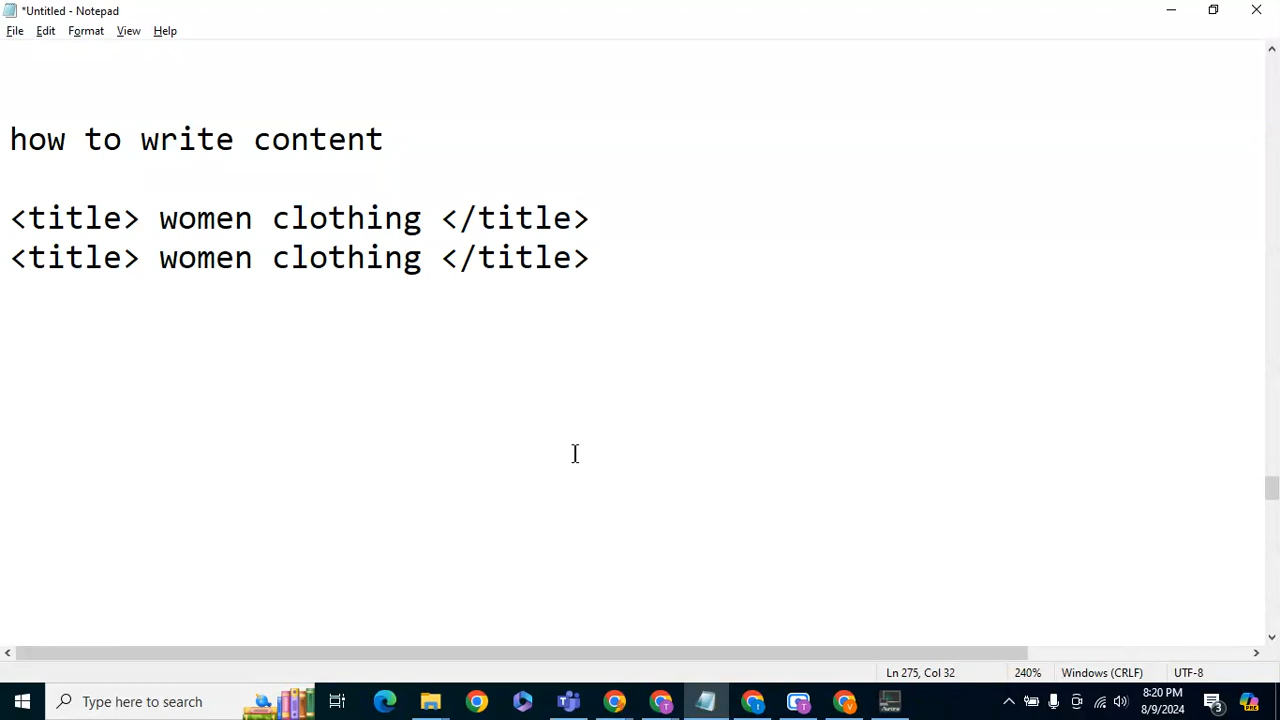 *Untitled - Notepad
File Edit Format View Help
how to write content
<title> women clothing </title>
<title> women clothing </title>
Ln 275, Col 32 240% Windows (CRLF) UTF-8
Type here to search
8:20 PM
8/9/2024
3